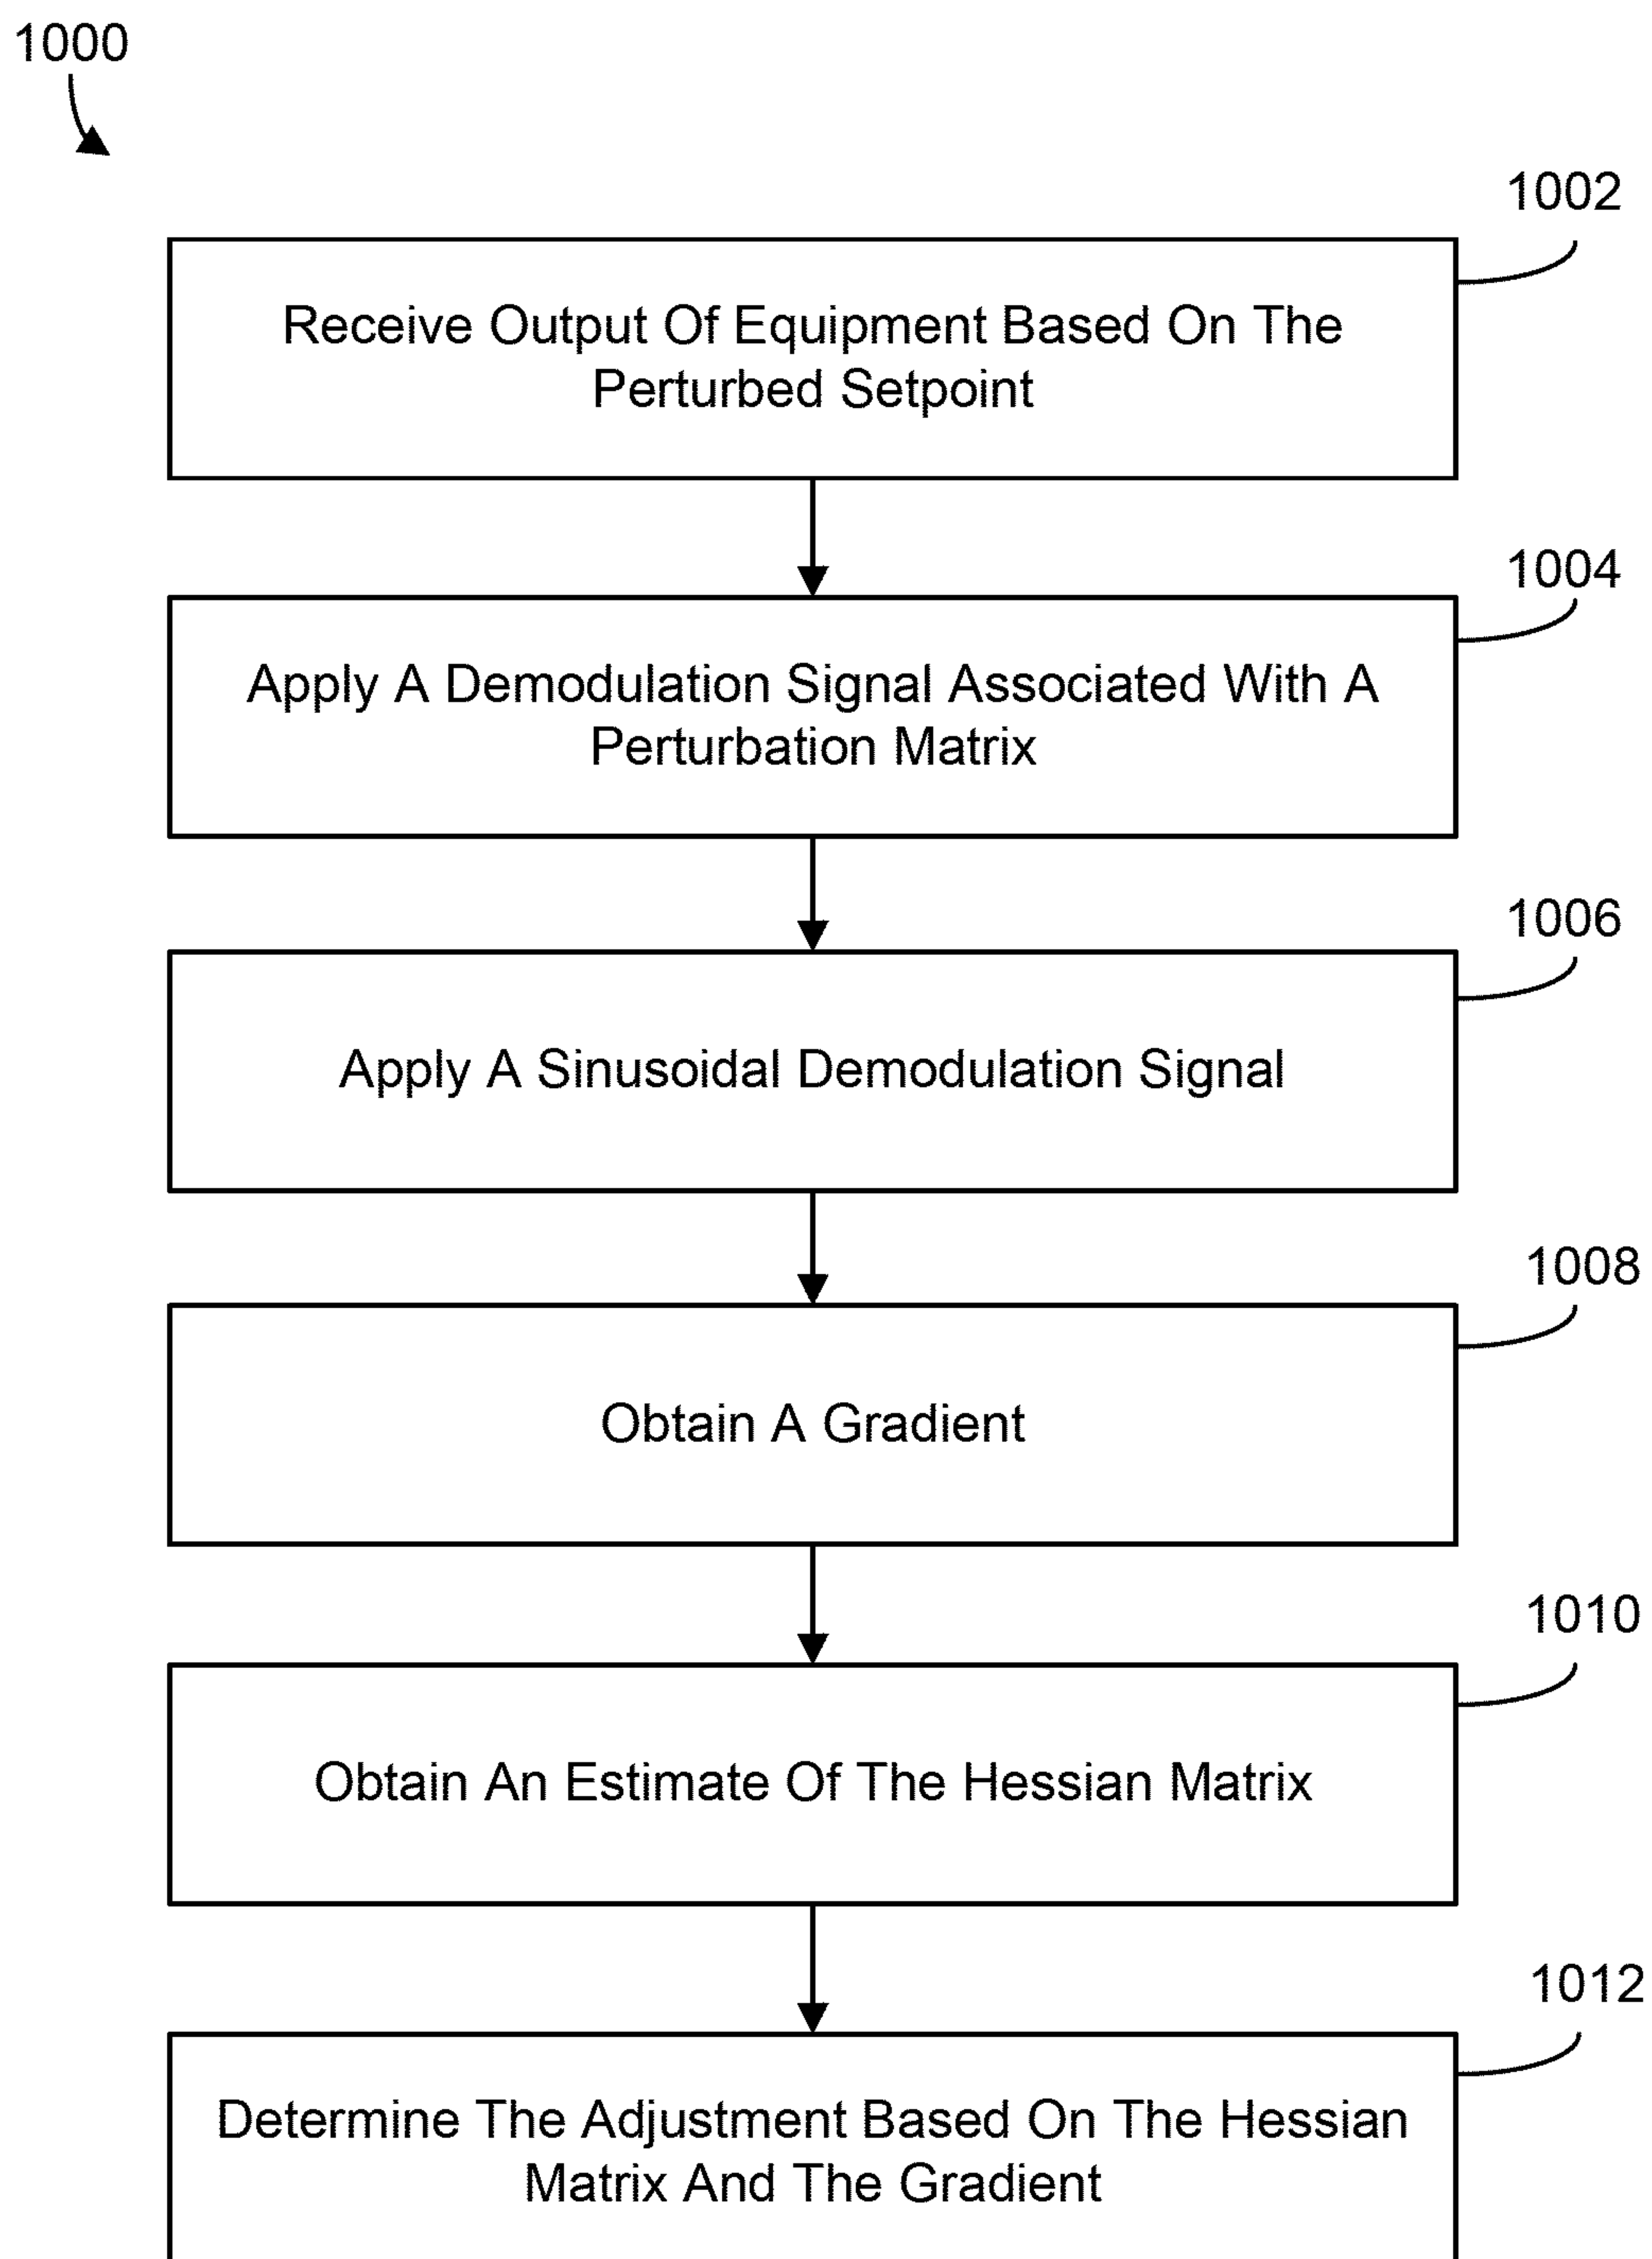 1000
1002
Receive Output Of Equipment Based On The
Perturbed Setpoint
1004
Apply A Demodulation Signal Associated With A
Perturbation Matrix
1006
Apply A Sinusoidal Demodulation Signal
1008
Obtain A Gradient
1010
Obtain An Estimate Of The Hessian Matrix
1012
Determine The Adjustment Based On The Hessian
Matrix And The Gradient